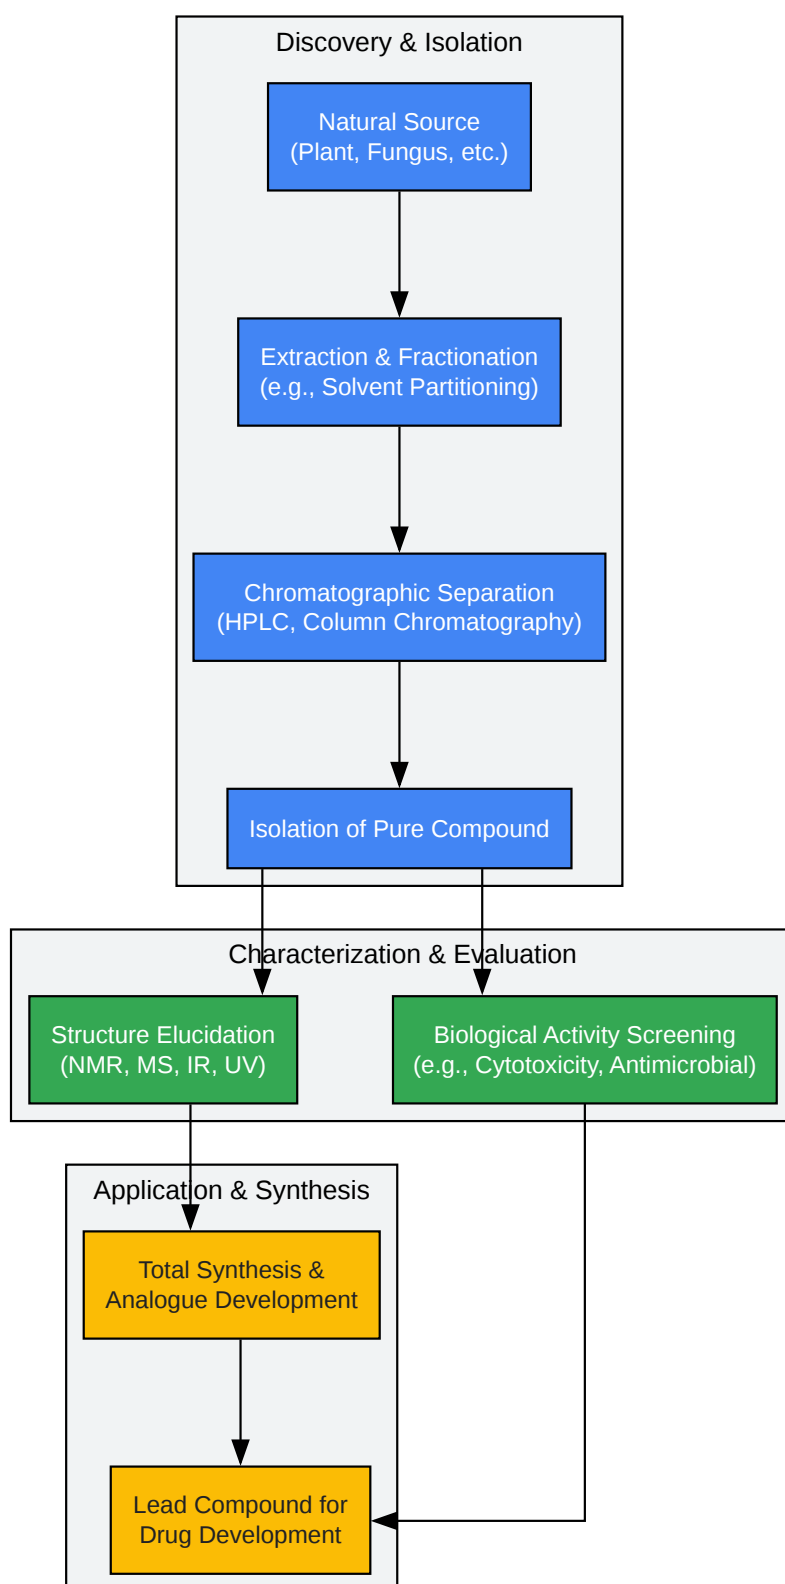 Discovery & Isolation
Natural Source
(Plant, Fungus, etc.)
Extraction & Fractionation
(e.g., Solvent Partitioning)
Chromatographic Separation
(HPLC, Column Chromatography)
Isolation of Pure Compound
Characterization & Evaluation
Structure Elucidation
(NMR, MS, IR, UV)
Biological Activity Screening
(e.g., Cytotoxicity, Antimicrobial)
Application & Synthesis
Total Synthesis &
Analogue Development
Lead Compound for
Drug Development